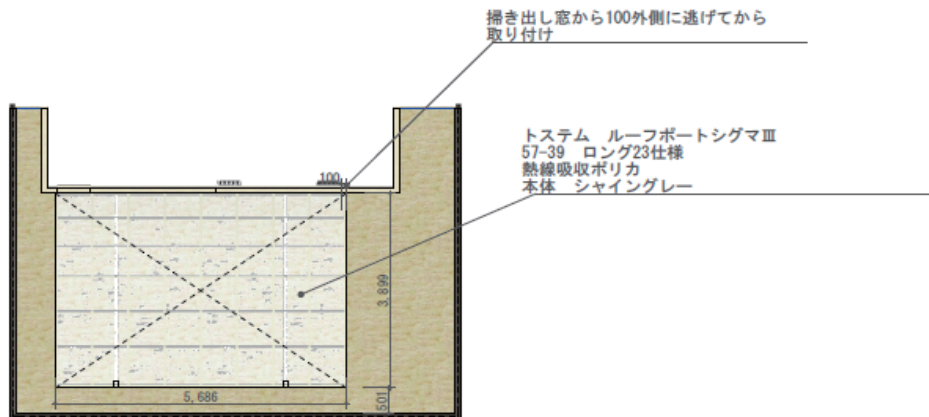 掃き出し窓から100外側に逃げてから
取り付け
トステム ルーフポートシグマⅢ
57-39 ロング23仕様
熱線吸収ポリカ
本体 シャイングレー
100
3,899
5,686
501